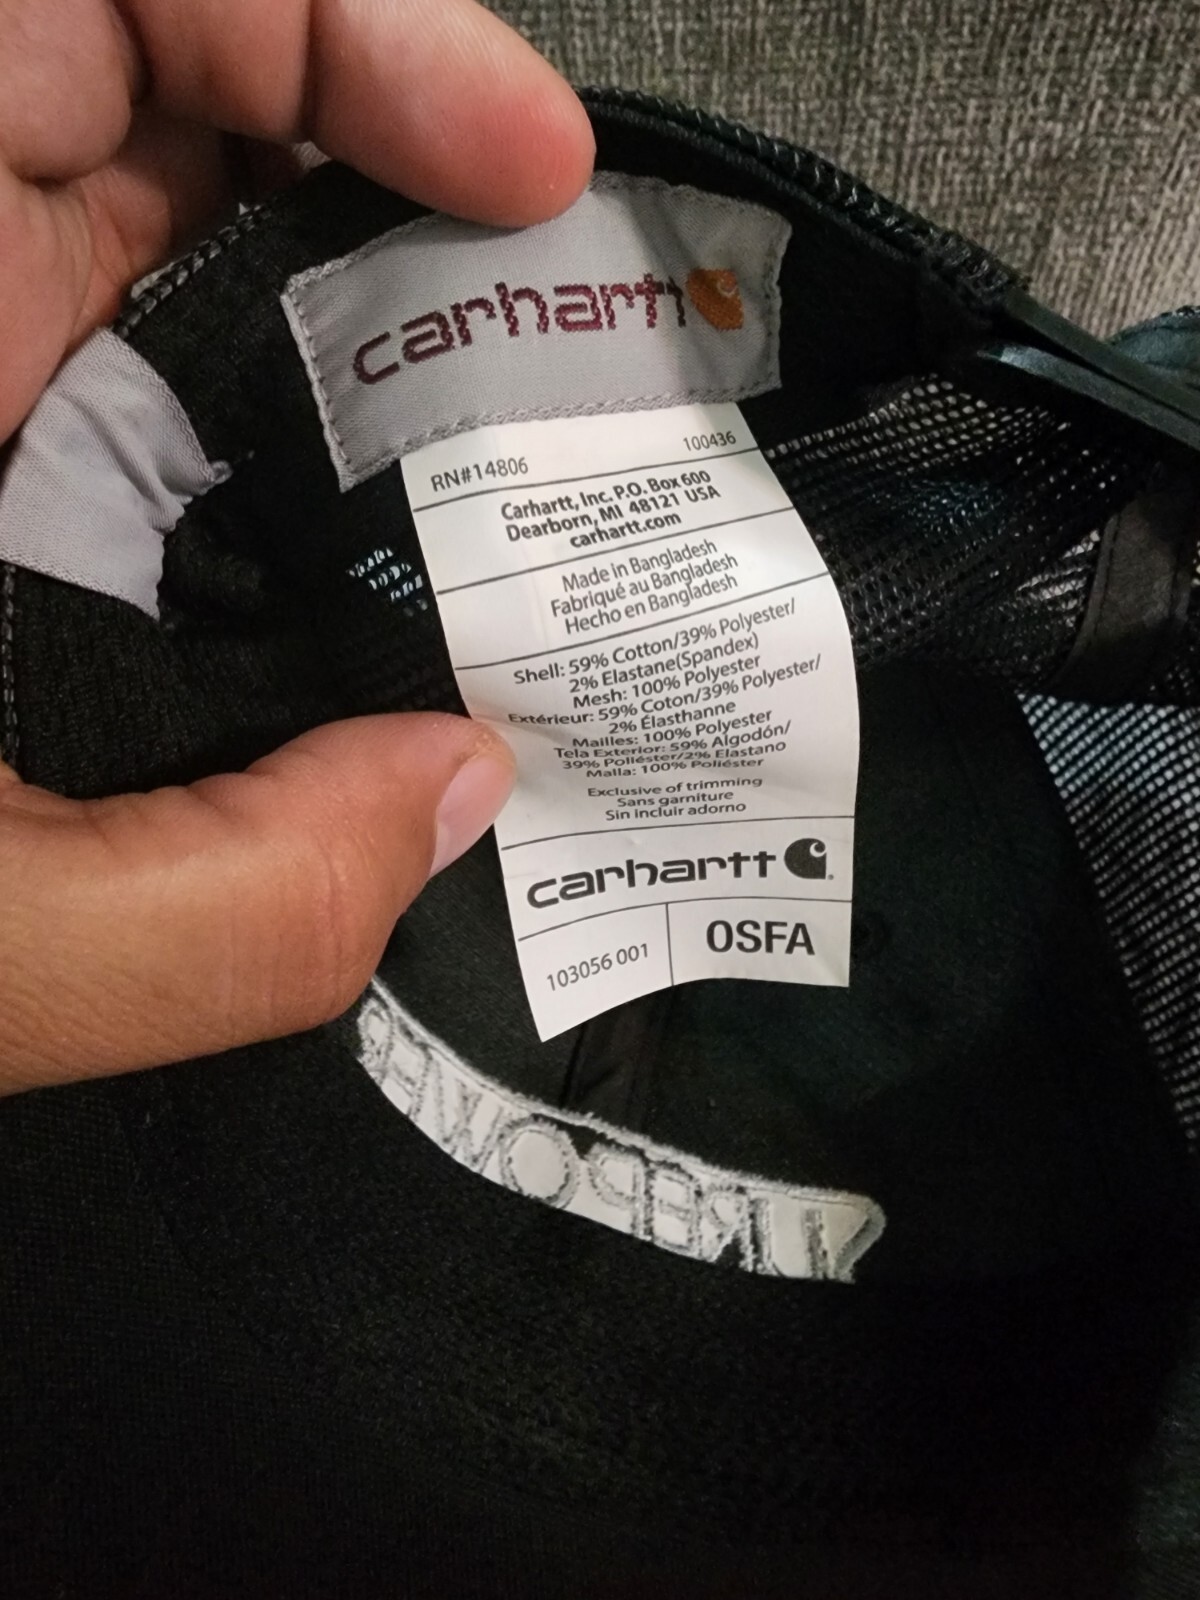 carhartt
RN#14806 100436
Carhartt, Inc. P.O. Box 600
Dearborn, MI 48121 USA
carhartt.com
Made in Bangladesh
Fabriqué au Bangladesh
Hecho en Bangladesh
Shell: 59% Cotton/39% Polyester/
2% Elastane(Spandex)
Mesh: 100% Polyester
Extérieur: 59% Coton/39% Polyester/
2% Élasthanne
Mailles: 100% Polyester
Tela Exterior: 59% Algodón/
39% Poliéster/2% Elastano
Malla: 100% Poliéster
Exclusive of trimming
Sans garniture
Sin incluir adorno
carhartt
103056 001 OSFA